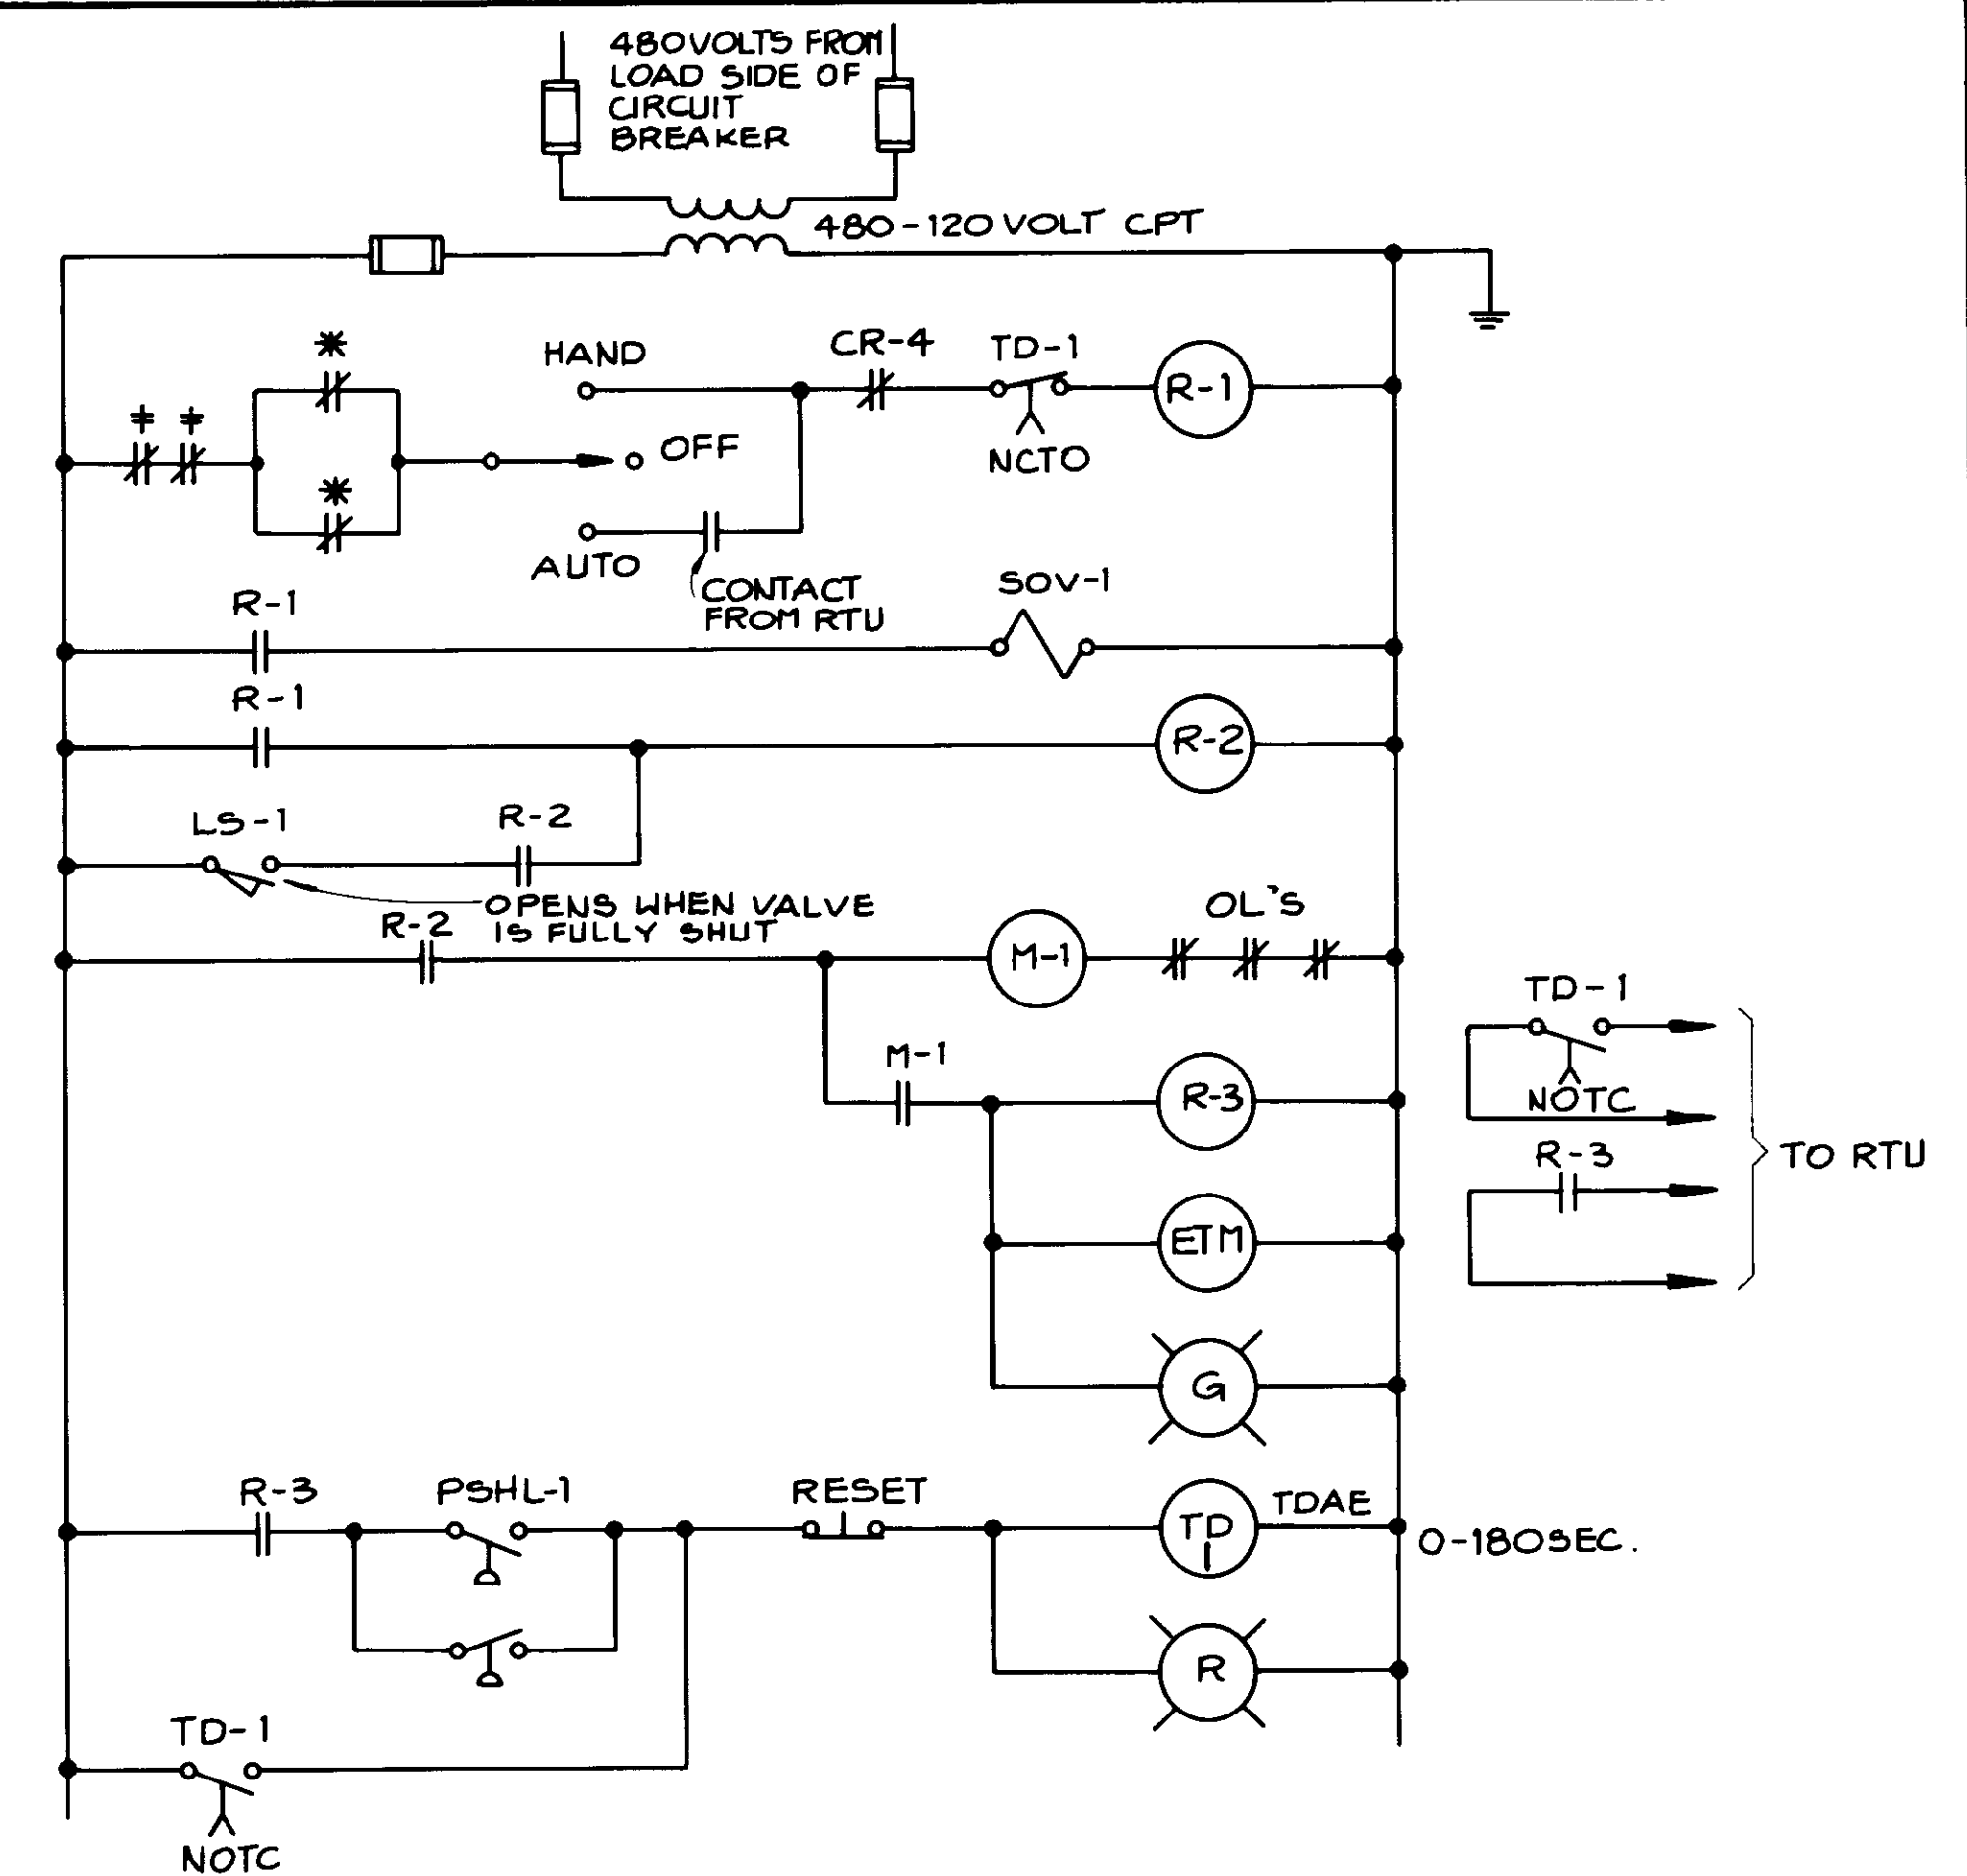 480VOLTS FROM
LOAD SIDE OF
CIRCUIT
BREAKER
480-120 VOLT CPT
*
HAND
CR-4
TD-1
R-1
‡ ‡
OFF
NCTO
*
AUTO
CONTACT
FROM RTU
SOV-1
R-1
R-1
R-2
LS-1
R-2
OPENS WHEN VALVE
IS FULLY SHUT
R-2
OL'S
M-1
TD-1
NOTC
M-1
R-3
R-3
TO RTU
ETM
G
R-3
PSHL-1
RESET
TD
1
TDAE
0-180SEC.
R
TD-1
NOTC